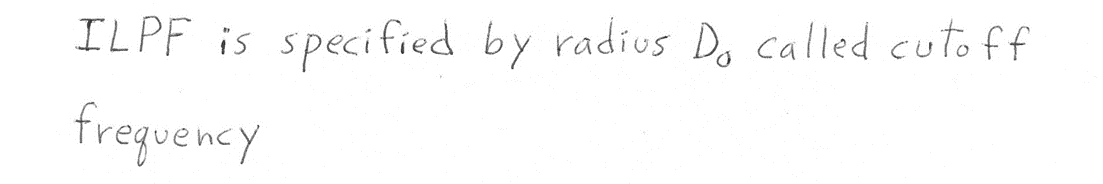 ILPF is specified by radius D₀ called cutoff
frequency